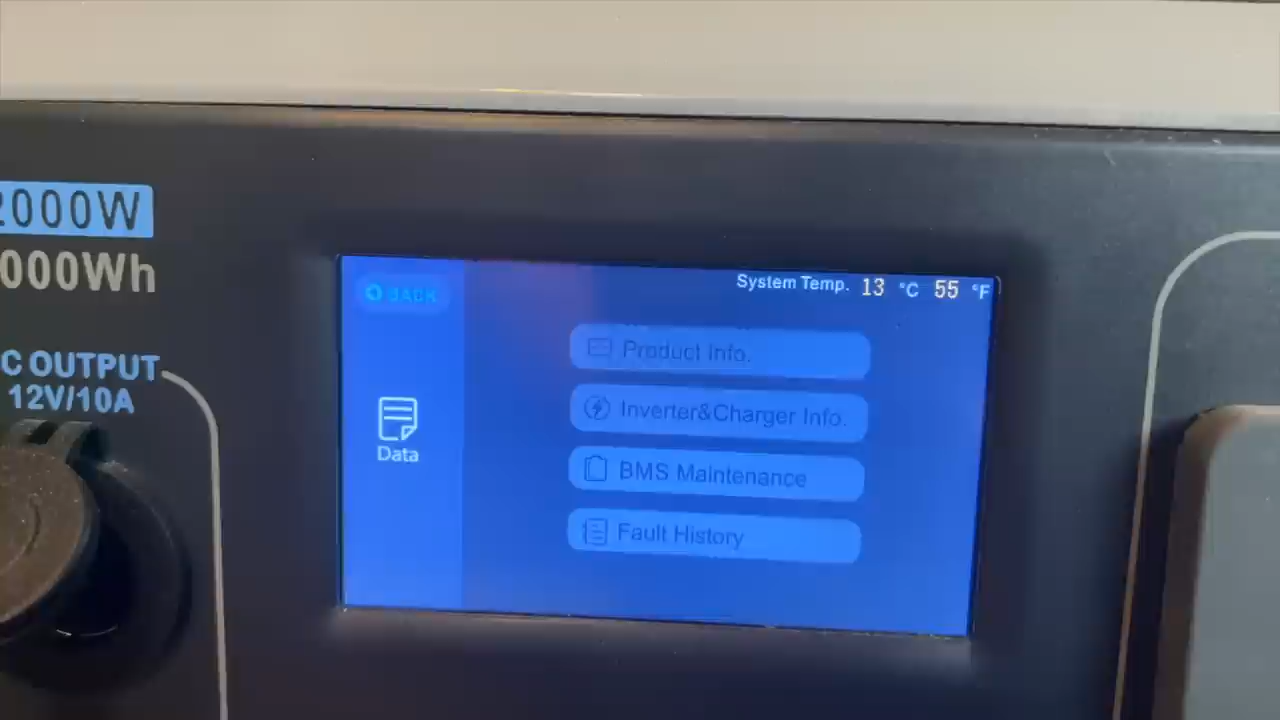 2000W
000Wh
C OUTPUT
12V/10A
BACK
Data
System Temp. 13 °C 55 °F
Product Info.
Inverter&Charger Info.
BMS Maintenance
Fault History